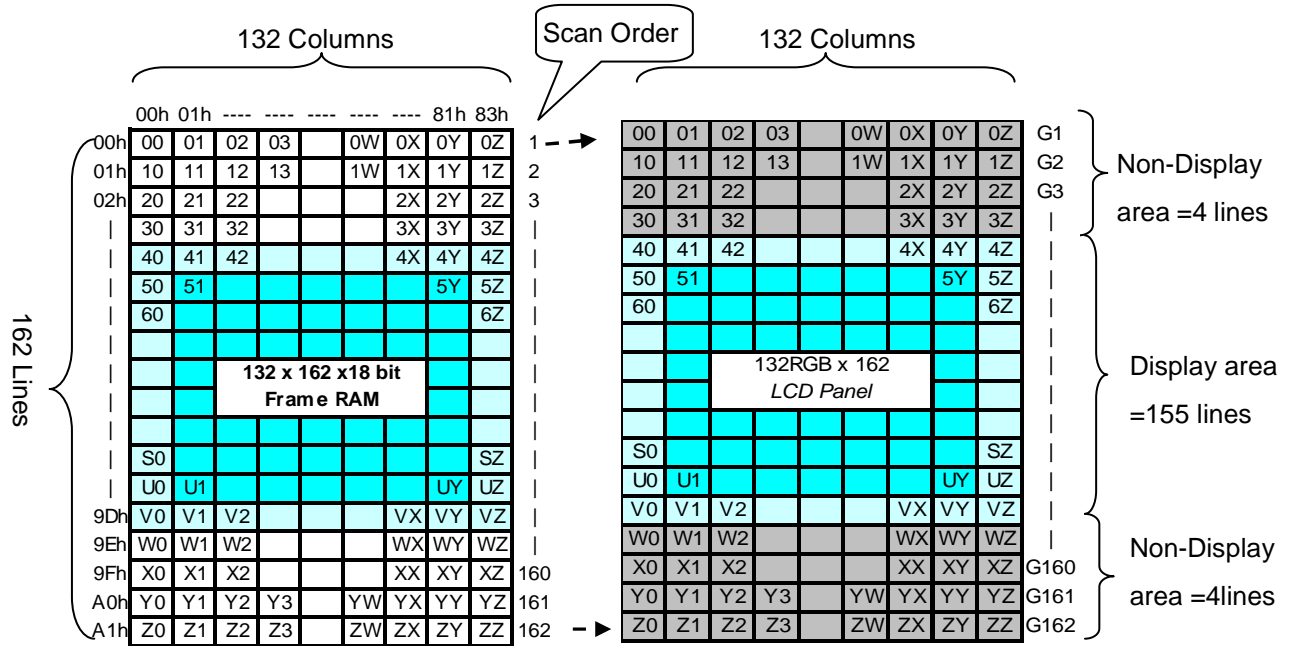 132 Columns
Scan Order
132 Columns
00h 01h ---- ---- ---- ---- ---- 81h 83h
00h 00 01 02 03 0W 0X 0Y 0Z 1
01h 10 11 12 13 1W 1X 1Y 1Z 2
02h 20 21 22 2X 2Y 2Z 3
30 31 32 3X 3Y 3Z
40 41 42 4X 4Y 4Z
50 51 5Y 5Z
60 6Z
132 x 162 x18 bit
Frame RAM
S0 SZ
U0 U1 UY UZ
9Dh V0 V1 V2 VX VY VZ
9Eh W0 W1 W2 WX WY WZ
9Fh X0 X1 X2 XX XY XZ 160
A0h Y0 Y1 Y2 Y3 YW YX YY YZ 161
A1h Z0 Z1 Z2 Z3 ZW ZX ZY ZZ 162
162 Lines
00 01 02 03 0W 0X 0Y 0Z G1
10 11 12 13 1W 1X 1Y 1Z G2
20 21 22 2X 2Y 2Z G3
30 31 32 3X 3Y 3Z
40 41 42 4X 4Y 4Z
50 51 5Y 5Z
60 6Z
132RGB x 162
LCD Panel
S0 SZ
U0 U1 UY UZ
V0 V1 V2 VX VY VZ
W0 W1 W2 WX WY WZ
X0 X1 X2 XX XY XZ G160
Y0 Y1 Y2 Y3 YW YX YY YZ G161
Z0 Z1 Z2 Z3 ZW ZX ZY ZZ G162
Non-Display
area =4 lines
Display area
=155 lines
Non-Display
area =4lines